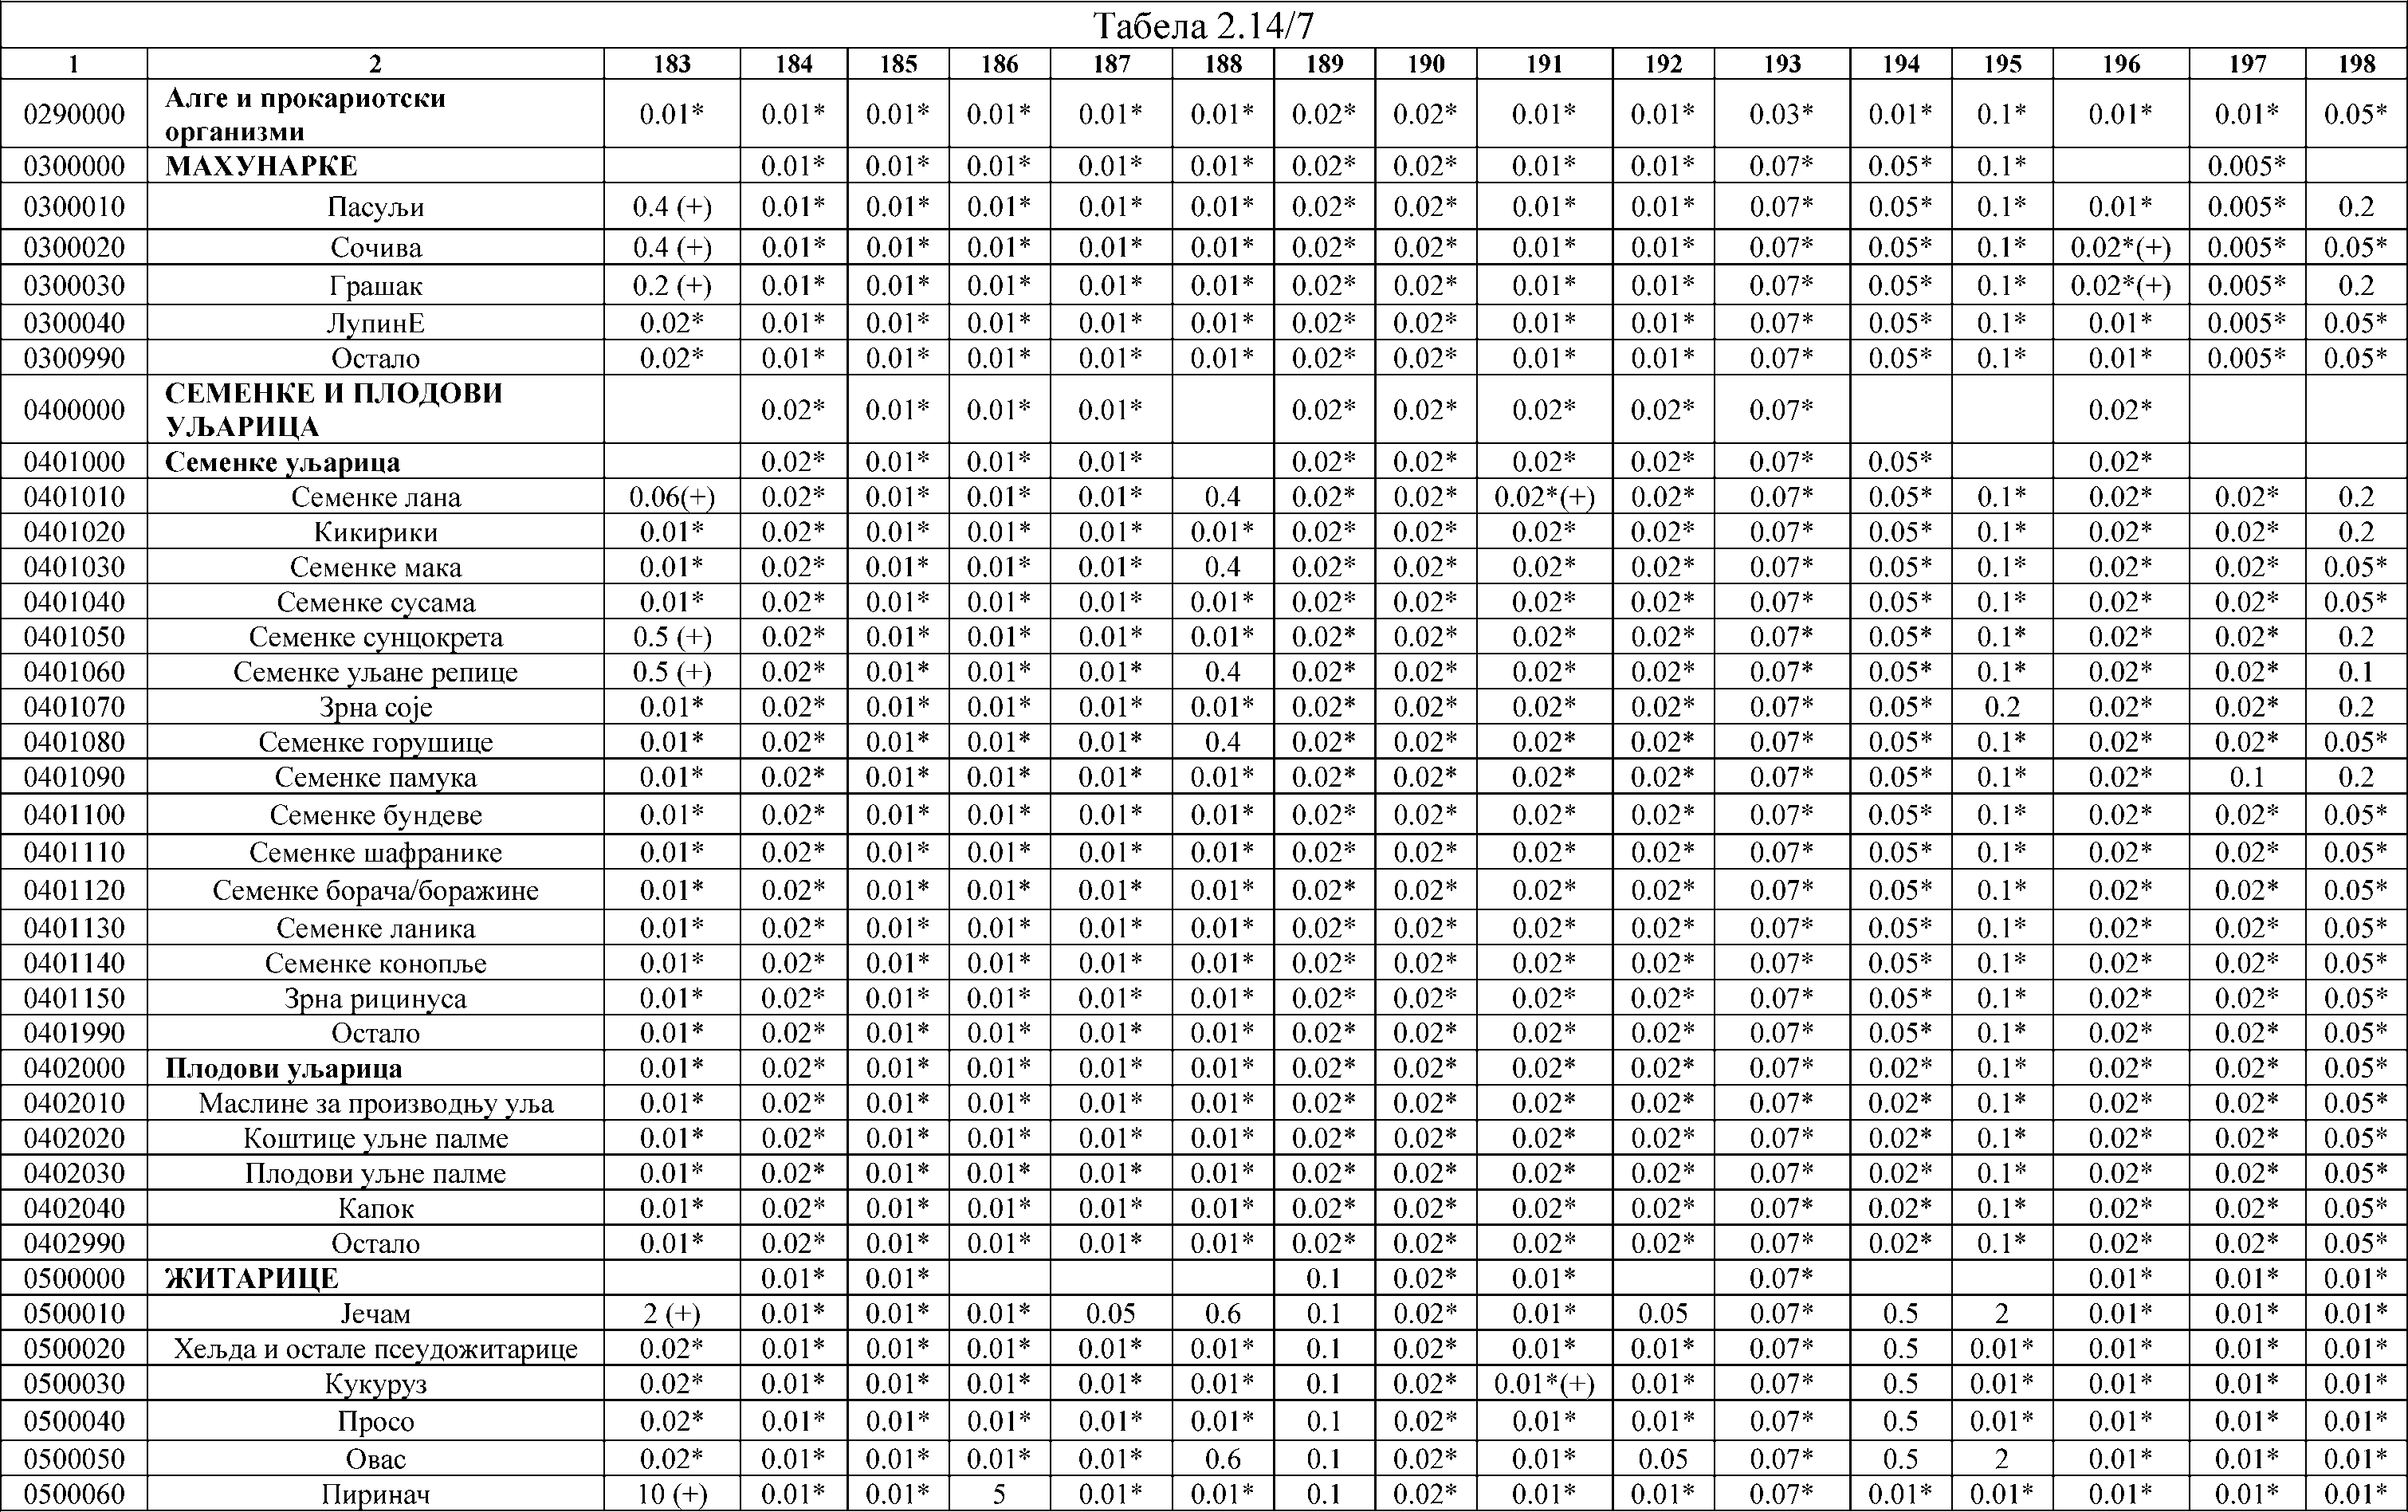 Табела 2.14/7
1 2 183 184 185 186 187 188 189 190 191 192 193 194 195 196 197 198
0290000 Алге и прокариотски организми 0.01* 0.01* 0.01* 0.01* 0.01* 0.01* 0.02* 0.02* 0.01* 0.01* 0.03* 0.01* 0.1* 0.01* 0.01* 0.05*
0300000 МАХУНАРКЕ 0.01* 0.01* 0.01* 0.01* 0.01* 0.02* 0.02* 0.01* 0.01* 0.07* 0.05* 0.1* 0.005*
0300010 Пасуљи 0.4 (+) 0.01* 0.01* 0.01* 0.01* 0.01* 0.02* 0.02* 0.01* 0.01* 0.07* 0.05* 0.1* 0.01* 0.005* 0.2
0300020 Сочива 0.4 (+) 0.01* 0.01* 0.01* 0.01* 0.01* 0.02* 0.02* 0.01* 0.01* 0.07* 0.05* 0.1* 0.02*(+) 0.005* 0.05*
0300030 Грашак 0.2 (+) 0.01* 0.01* 0.01* 0.01* 0.01* 0.02* 0.02* 0.01* 0.01* 0.07* 0.05* 0.1* 0.02*(+) 0.005* 0.2
0300040 ЛупинЕ 0.02* 0.01* 0.01* 0.01* 0.01* 0.01* 0.02* 0.02* 0.01* 0.01* 0.07* 0.05* 0.1* 0.01* 0.005* 0.05*
0300990 Остало 0.02* 0.01* 0.01* 0.01* 0.01* 0.01* 0.02* 0.02* 0.01* 0.01* 0.07* 0.05* 0.1* 0.01* 0.005* 0.05*
0400000 СЕМЕНКЕ И ПЛОДОВИ УЉАРИЦА 0.02* 0.01* 0.01* 0.01* 0.02* 0.02* 0.02* 0.02* 0.07* 0.02*
0401000 Семенке уљарица 0.02* 0.01* 0.01* 0.01* 0.02* 0.02* 0.02* 0.02* 0.07* 0.05* 0.02*
0401010 Семенке лана 0.06(+) 0.02* 0.01* 0.01* 0.01* 0.4 0.02* 0.02* 0.02*(+) 0.02* 0.07* 0.05* 0.1* 0.02* 0.02* 0.2
0401020 Кикирики 0.01* 0.02* 0.01* 0.01* 0.01* 0.01* 0.02* 0.02* 0.02* 0.02* 0.07* 0.05* 0.1* 0.02* 0.02* 0.2
0401030 Семенке мака 0.01* 0.02* 0.01* 0.01* 0.01* 0.4 0.02* 0.02* 0.02* 0.02* 0.07* 0.05* 0.1* 0.02* 0.02* 0.05*
0401040 Семенке сусама 0.01* 0.02* 0.01* 0.01* 0.01* 0.01* 0.02* 0.02* 0.02* 0.02* 0.07* 0.05* 0.1* 0.02* 0.02* 0.05*
0401050 Семенке сунцокрета 0.5 (+) 0.02* 0.01* 0.01* 0.01* 0.01* 0.02* 0.02* 0.02* 0.02* 0.07* 0.05* 0.1* 0.02* 0.02* 0.2
0401060 Семенке уљане репице 0.5 (+) 0.02* 0.01* 0.01* 0.01* 0.4 0.02* 0.02* 0.02* 0.02* 0.07* 0.05* 0.1* 0.02* 0.02* 0.1
0401070 Зрна соје 0.01* 0.02* 0.01* 0.01* 0.01* 0.01* 0.02* 0.02* 0.02* 0.02* 0.07* 0.05* 0.2 0.02* 0.02* 0.2
0401080 Семенке горушице 0.01* 0.02* 0.01* 0.01* 0.01* 0.4 0.02* 0.02* 0.02* 0.02* 0.07* 0.05* 0.1* 0.02* 0.02* 0.05*
0401090 Семенке памука 0.01* 0.02* 0.01* 0.01* 0.01* 0.01* 0.02* 0.02* 0.02* 0.02* 0.07* 0.05* 0.1* 0.02* 0.1 0.2
0401100 Семенке бундеве 0.01* 0.02* 0.01* 0.01* 0.01* 0.01* 0.02* 0.02* 0.02* 0.02* 0.07* 0.05* 0.1* 0.02* 0.02* 0.05*
0401110 Семенке шафранике 0.01* 0.02* 0.01* 0.01* 0.01* 0.01* 0.02* 0.02* 0.02* 0.02* 0.07* 0.05* 0.1* 0.02* 0.02* 0.05*
0401120 Семенке борача/боражине 0.01* 0.02* 0.01* 0.01* 0.01* 0.01* 0.02* 0.02* 0.02* 0.02* 0.07* 0.05* 0.1* 0.02* 0.02* 0.05*
0401130 Семенке ланика 0.01* 0.02* 0.01* 0.01* 0.01* 0.01* 0.02* 0.02* 0.02* 0.02* 0.07* 0.05* 0.1* 0.02* 0.02* 0.05*
0401140 Семенке конопље 0.01* 0.02* 0.01* 0.01* 0.01* 0.01* 0.02* 0.02* 0.02* 0.02* 0.07* 0.05* 0.1* 0.02* 0.02* 0.05*
0401150 Зрна рицинуса 0.01* 0.02* 0.01* 0.01* 0.01* 0.01* 0.02* 0.02* 0.02* 0.02* 0.07* 0.05* 0.1* 0.02* 0.02* 0.05*
0401990 Остало 0.01* 0.02* 0.01* 0.01* 0.01* 0.01* 0.02* 0.02* 0.02* 0.02* 0.07* 0.05* 0.1* 0.02* 0.02* 0.05*
0402000 Плодови уљарица 0.01* 0.02* 0.01* 0.01* 0.01* 0.01* 0.02* 0.02* 0.02* 0.02* 0.07* 0.02* 0.1* 0.02* 0.02* 0.05*
0402010 Маслине за производњу уља 0.01* 0.02* 0.01* 0.01* 0.01* 0.01* 0.02* 0.02* 0.02* 0.02* 0.07* 0.02* 0.1* 0.02* 0.02* 0.05*
0402020 Коштице уљне палме 0.01* 0.02* 0.01* 0.01* 0.01* 0.01* 0.02* 0.02* 0.02* 0.02* 0.07* 0.02* 0.1* 0.02* 0.02* 0.05*
0402030 Плодови уљне палме 0.01* 0.02* 0.01* 0.01* 0.01* 0.01* 0.02* 0.02* 0.02* 0.02* 0.07* 0.02* 0.1* 0.02* 0.02* 0.05*
0402040 Капок 0.01* 0.02* 0.01* 0.01* 0.01* 0.01* 0.02* 0.02* 0.02* 0.02* 0.07* 0.02* 0.1* 0.02* 0.02* 0.05*
0402990 Остало 0.01* 0.02* 0.01* 0.01* 0.01* 0.01* 0.02* 0.02* 0.02* 0.02* 0.07* 0.02* 0.1* 0.02* 0.02* 0.05*
0500000 ЖИТАРИЦЕ 0.01* 0.01* 0.1 0.02* 0.01* 0.07* 0.01* 0.01* 0.01*
0500010 Јечам 2 (+) 0.01* 0.01* 0.01* 0.05 0.6 0.1 0.02* 0.01* 0.05 0.07* 0.5 2 0.01* 0.01* 0.01*
0500020 Хељда и остале псеудожитарице 0.02* 0.01* 0.01* 0.01* 0.01* 0.01* 0.1 0.02* 0.01* 0.01* 0.07* 0.5 0.01* 0.01* 0.01* 0.01*
0500030 Кукуруз 0.02* 0.01* 0.01* 0.01* 0.01* 0.01* 0.1 0.02* 0.01*(+) 0.01* 0.07* 0.5 0.01* 0.01* 0.01* 0.01*
0500040 Просо 0.02* 0.01* 0.01* 0.01* 0.01* 0.01* 0.1 0.02* 0.01* 0.01* 0.07* 0.5 0.01* 0.01* 0.01* 0.01*
0500050 Овас 0.02* 0.01* 0.01* 0.01* 0.01* 0.6 0.1 0.02* 0.01* 0.05 0.07* 0.5 2 0.01* 0.01* 0.01*
0500060 Пиринач 10 (+) 0.01* 0.01* 5 0.01* 0.01* 0.1 0.02* 0.01* 0.01* 0.07* 0.01* 0.01* 0.01* 0.01* 0.01*